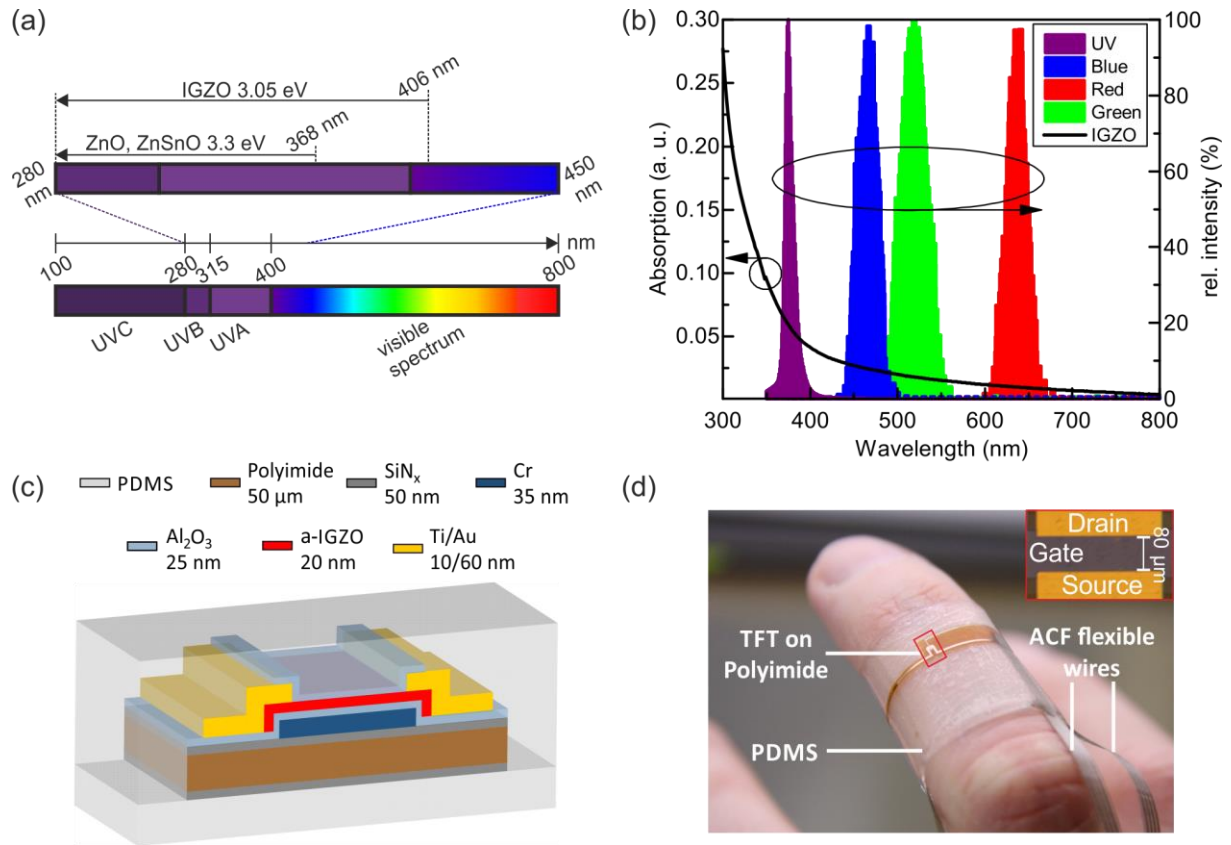 (a)
IGZO 3.05 eV
406 nm
ZnO, ZnSnO 3.3 eV
368 nm
280
nm
450
nm
nm
100
280
315
400
800
UVC
UVB
UVA
visible
spectrum
(b)
0.30
0.25
0.20
0.15
0.10
0.05
Absorption (a. u.)
100
80
60
40
20
0
rel. intensity (%)
UV
Blue
Red
Green
IGZO
300
400
500
600
700
800
Wavelength (nm)
(c)
PDMS
Polyimide
50 µm
SiNₓ
50 nm
Cr
35 nm
Al₂O₃
25 nm
a-IGZO
20 nm
Ti/Au
10/60 nm
(d)
Drain
Gate
80 µm
Source
TFT on
Polyimide
ACF flexible
wires
PDMS